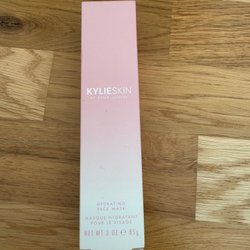 KYLIESKIN
BY KYLIE JENNER
HYDRATING
FACE MASK
MASQUE HYDRATANT
POUR LE VISAGE
NET WT 3 OZ ℮ 85g